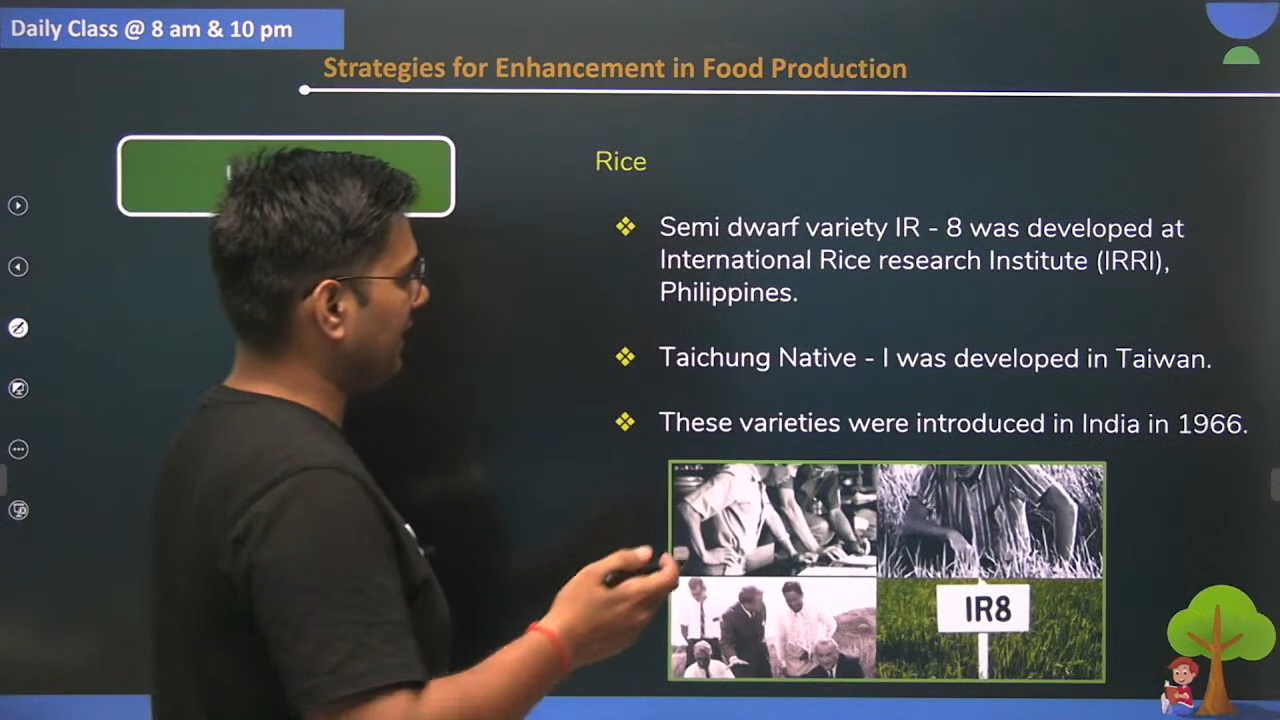 Daily Class @ 8 am & 10 pm
Strategies for Enhancement in Food Production
Rice
Semi dwarf variety IR - 8 was developed at
International Rice research Institute (IRRI),
Philippines.
Taichung Native - I was developed in Taiwan.
These varieties were introduced in India in 1966.
IR8